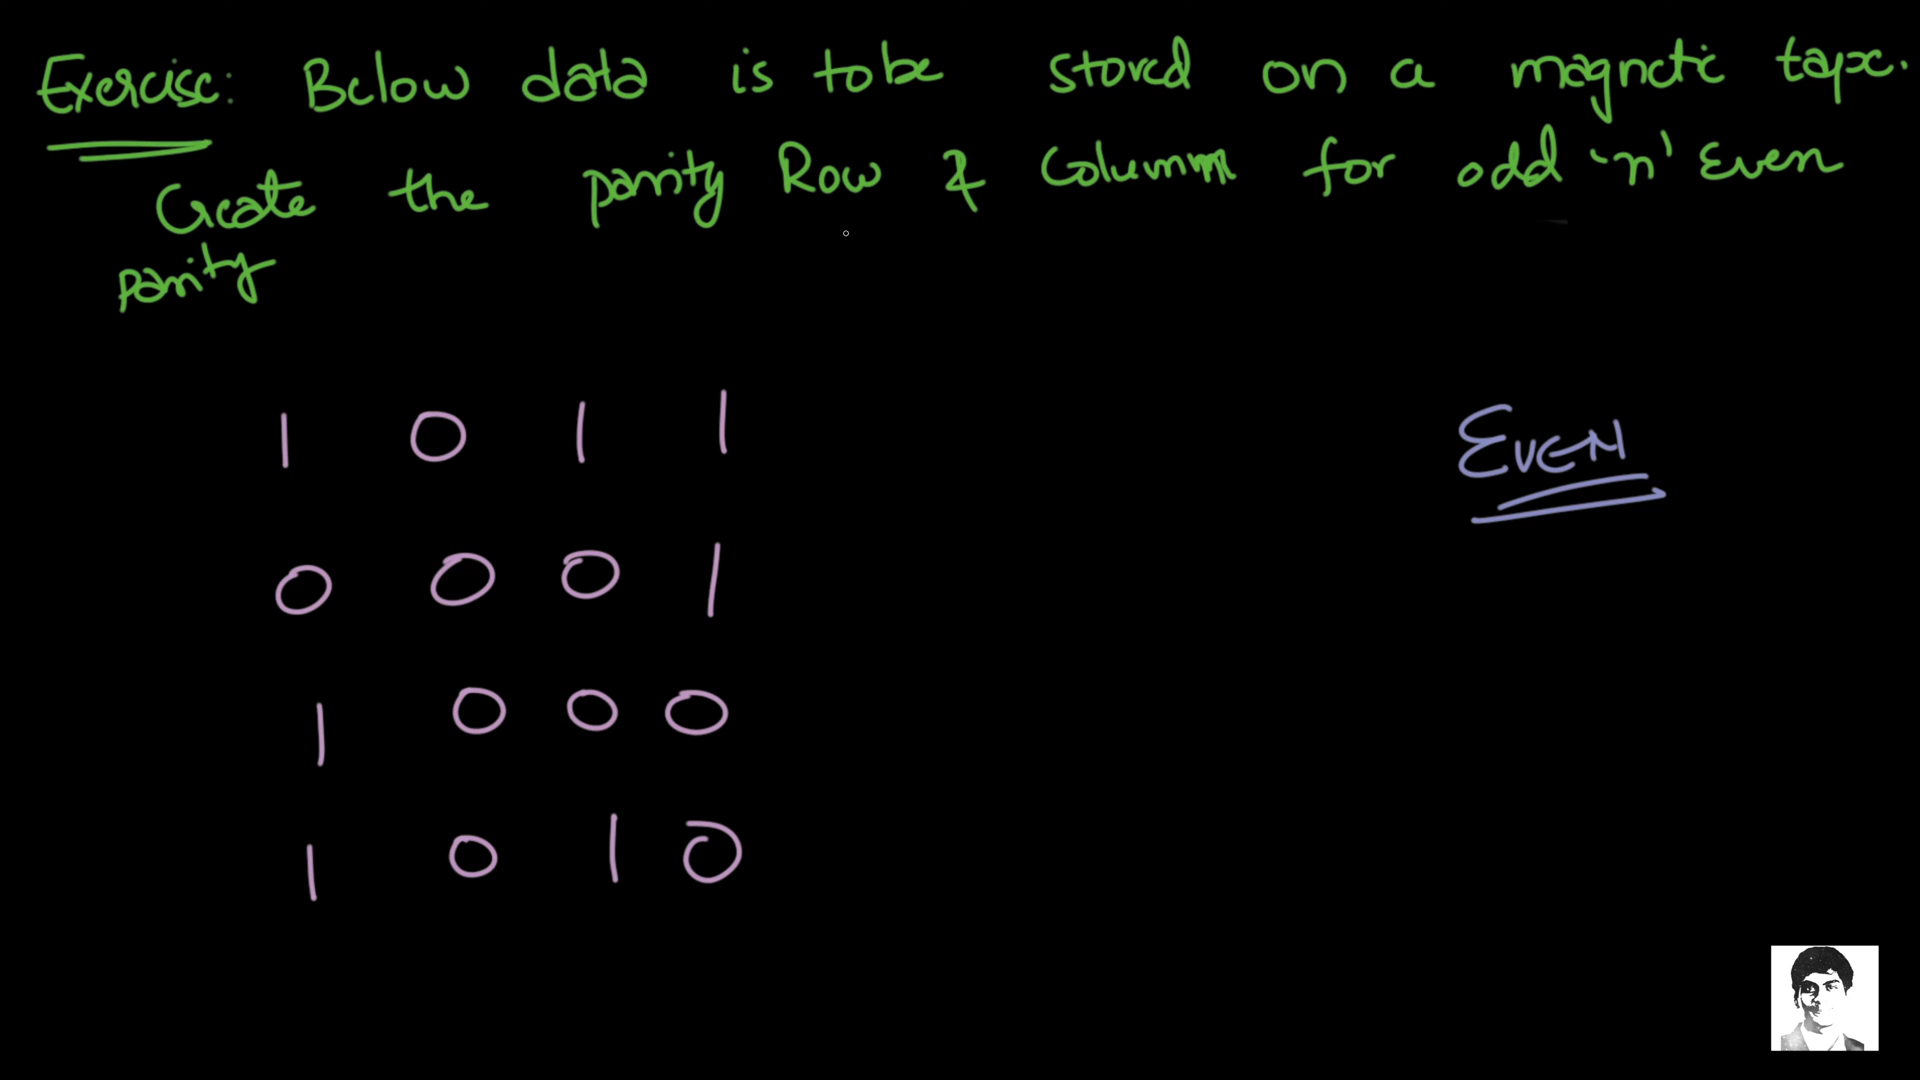 Exercise: Below data is to be stored on a magnetic tape.
Create the parity Row & Column for odd 'n' Even
parity
1 0 1 1
EVEN
0 0 0 1
1 0 0 0
1 0 1 0